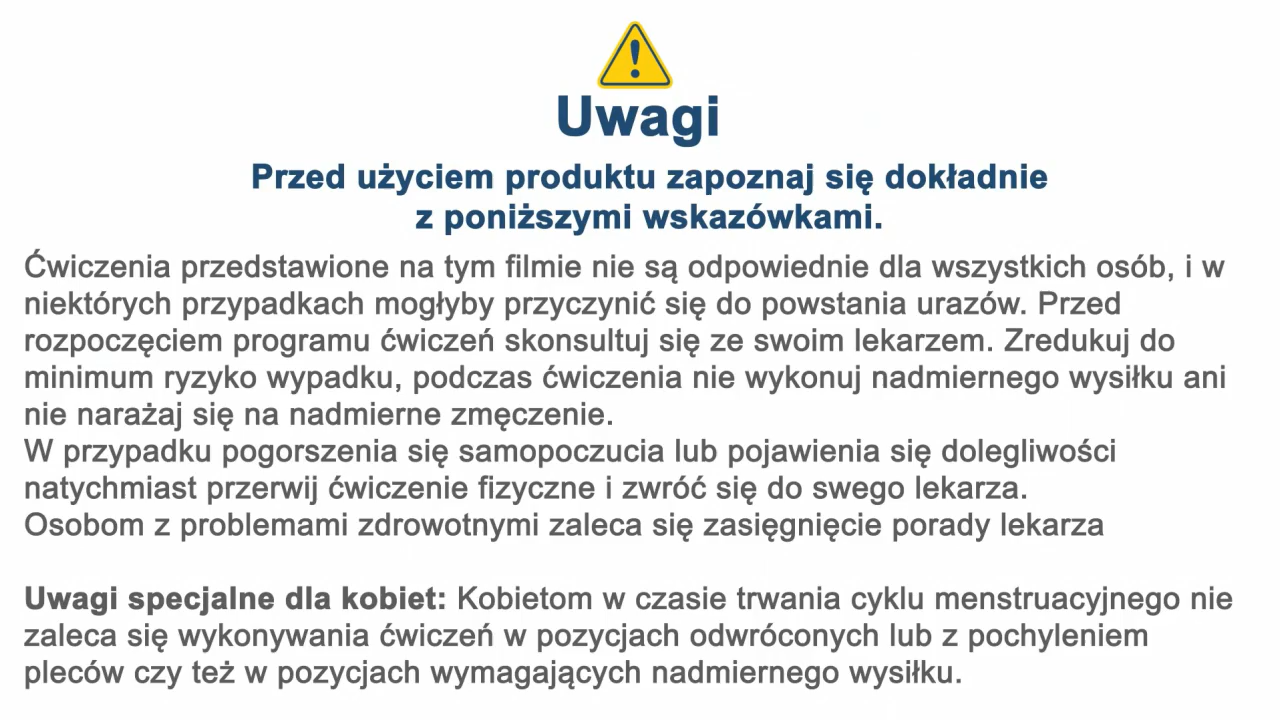 Uwagi
Przed użyciem produktu zapoznaj się dokładnie
z poniższymi wskazówkami.
Ćwiczenia przedstawione na tym filmie nie są odpowiednie dla wszystkich osób, i w
niektórych przypadkach mogłyby przyczynić się do powstania urazów. Przed
rozpoczęciem programu ćwiczeń skonsultuj się ze swoim lekarzem. Zredukuj do
minimum ryzyko wypadku, podczas ćwiczenia nie wykonuj nadmiernego wysiłku ani
nie narażaj się na nadmierne zmęczenie.
W przypadku pogorszenia się samopoczucia lub pojawienia się dolegliwości
natychmiast przerwij ćwiczenie fizyczne i zwróć się do swego lekarza.
Osobom z problemami zdrowotnymi zaleca się zasięgnięcie porady lekarza
Uwagi specjalne dla kobiet: Kobietom w czasie trwania cyklu menstruacyjnego nie
zaleca się wykonywania ćwiczeń w pozycjach odwróconych lub z pochyleniem
pleców czy też w pozycjach wymagających nadmiernego wysiłku.